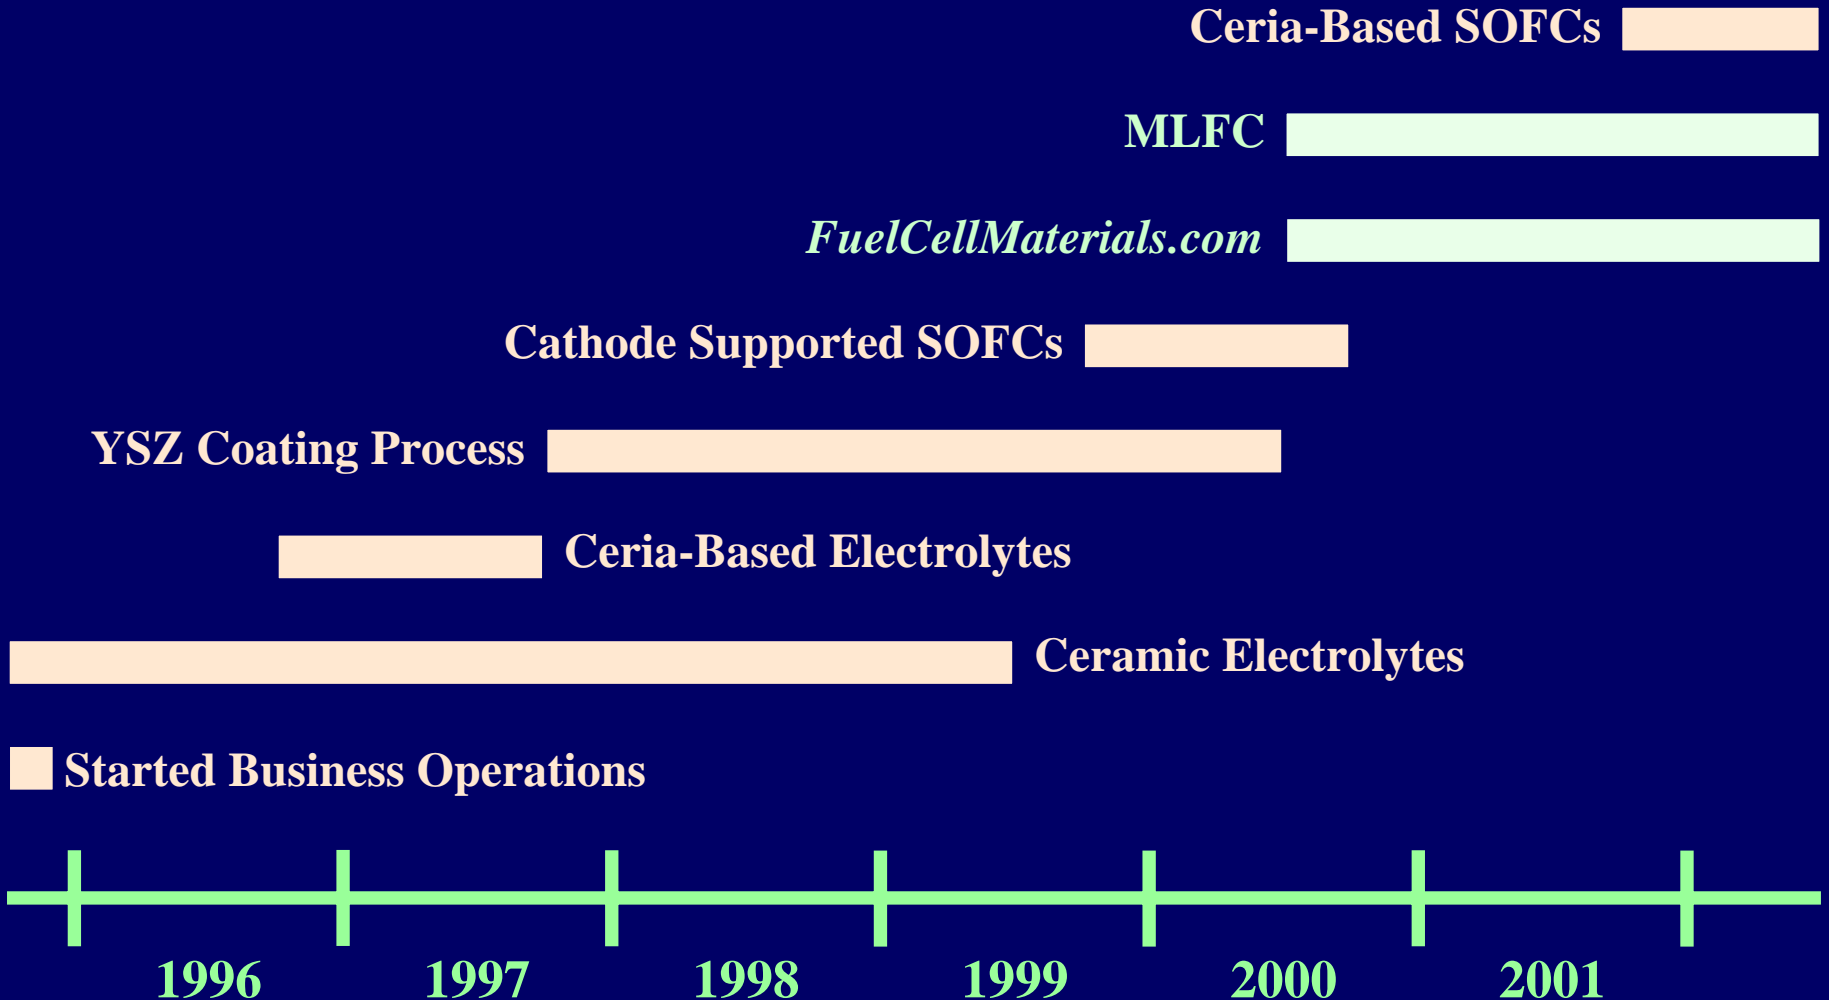 Ceria-Based SOFCs
MLFC
FuelCellMaterials.com
Cathode Supported SOFCs
YSZ Coating Process
Ceria-Based Electrolytes
Ceramic Electrolytes
Started Business Operations
1996 1997 1998 1999 2000 2001